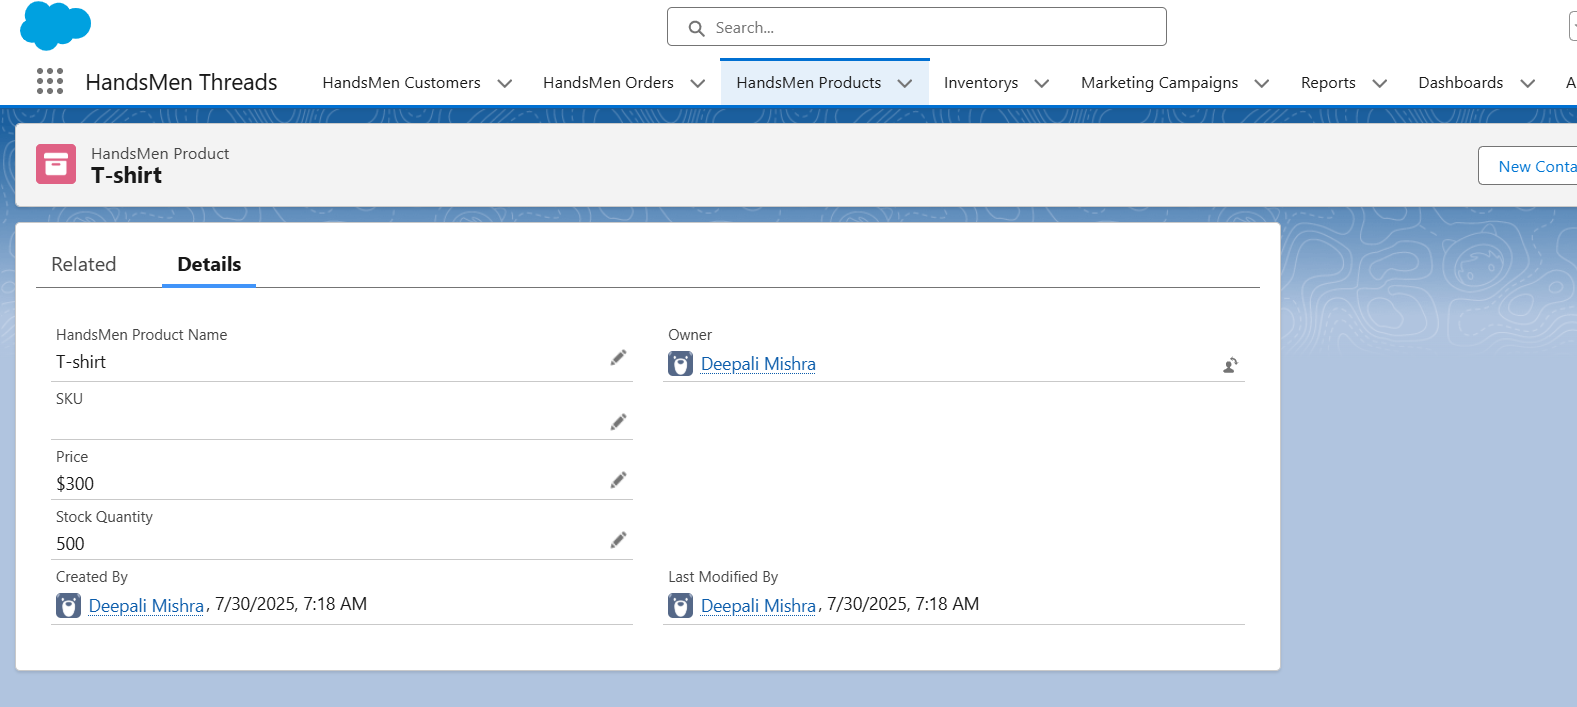 Search...
HandsMen Threads HandsMen Customers HandsMen Orders HandsMen Products Inventorys Marketing Campaigns Reports Dashboards
HandsMen Product
T-shirt
New Conta
Related Details
HandsMen Product Name
T-shirt
Owner
Deepali Mishra
SKU
Price
$300
Stock Quantity
500
Created By
Deepali Mishra, 7/30/2025, 7:18 AM
Last Modified By
Deepali Mishra, 7/30/2025, 7:18 AM